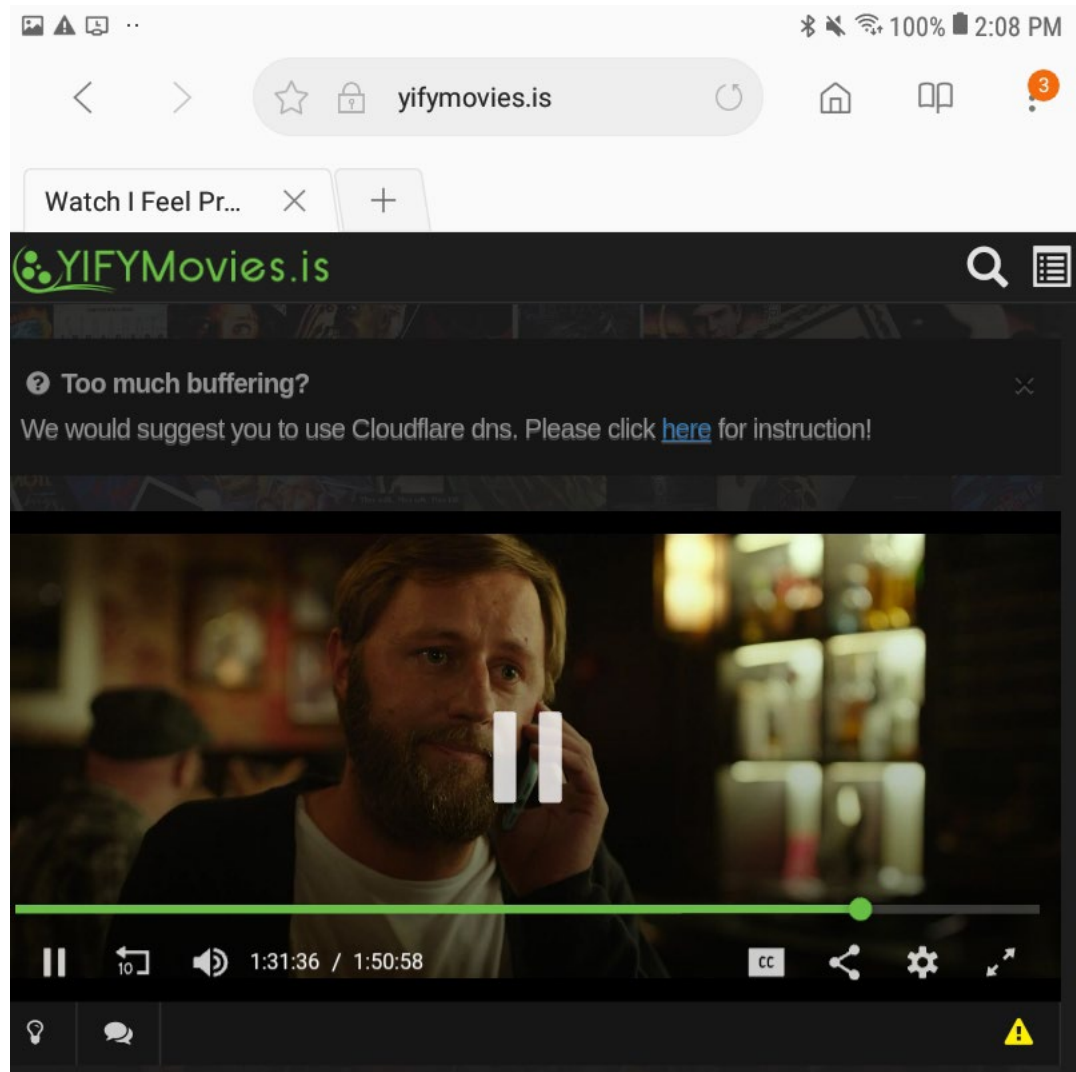 100% 2:08 PM
yifymovies.is
3
Watch I Feel Pr...
YIFYMovies.is
Too much buffering?
We would suggest you to use Cloudflare dns. Please click here for instruction!
10
1:31:36 / 1:50:58
CC